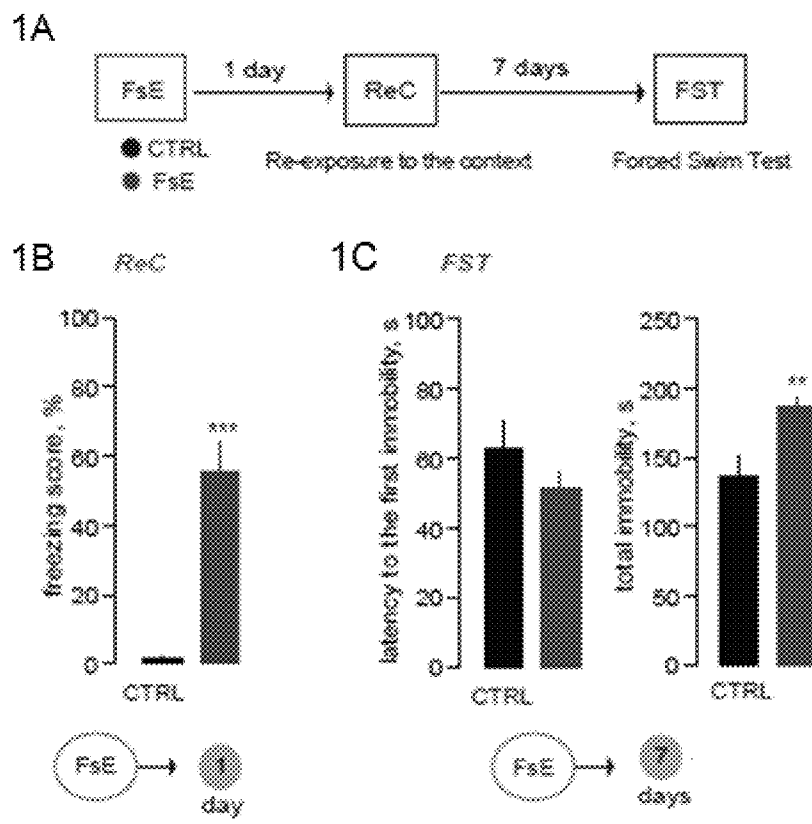 1A
FsE 1 day ReC 7 days FST
CTRL
FsE
Re-exposure to the context
Forced Swim Test
1B ReC
freezing score, %
100
80
60
40
20
0
***
CTRL
FsE
1
day
1C FST
latency to the first immobility, s
100
80
60
40
20
0
CTRL
total immobility, s
250
200
150
100
50
0
**
CTRL
FsE
7
days